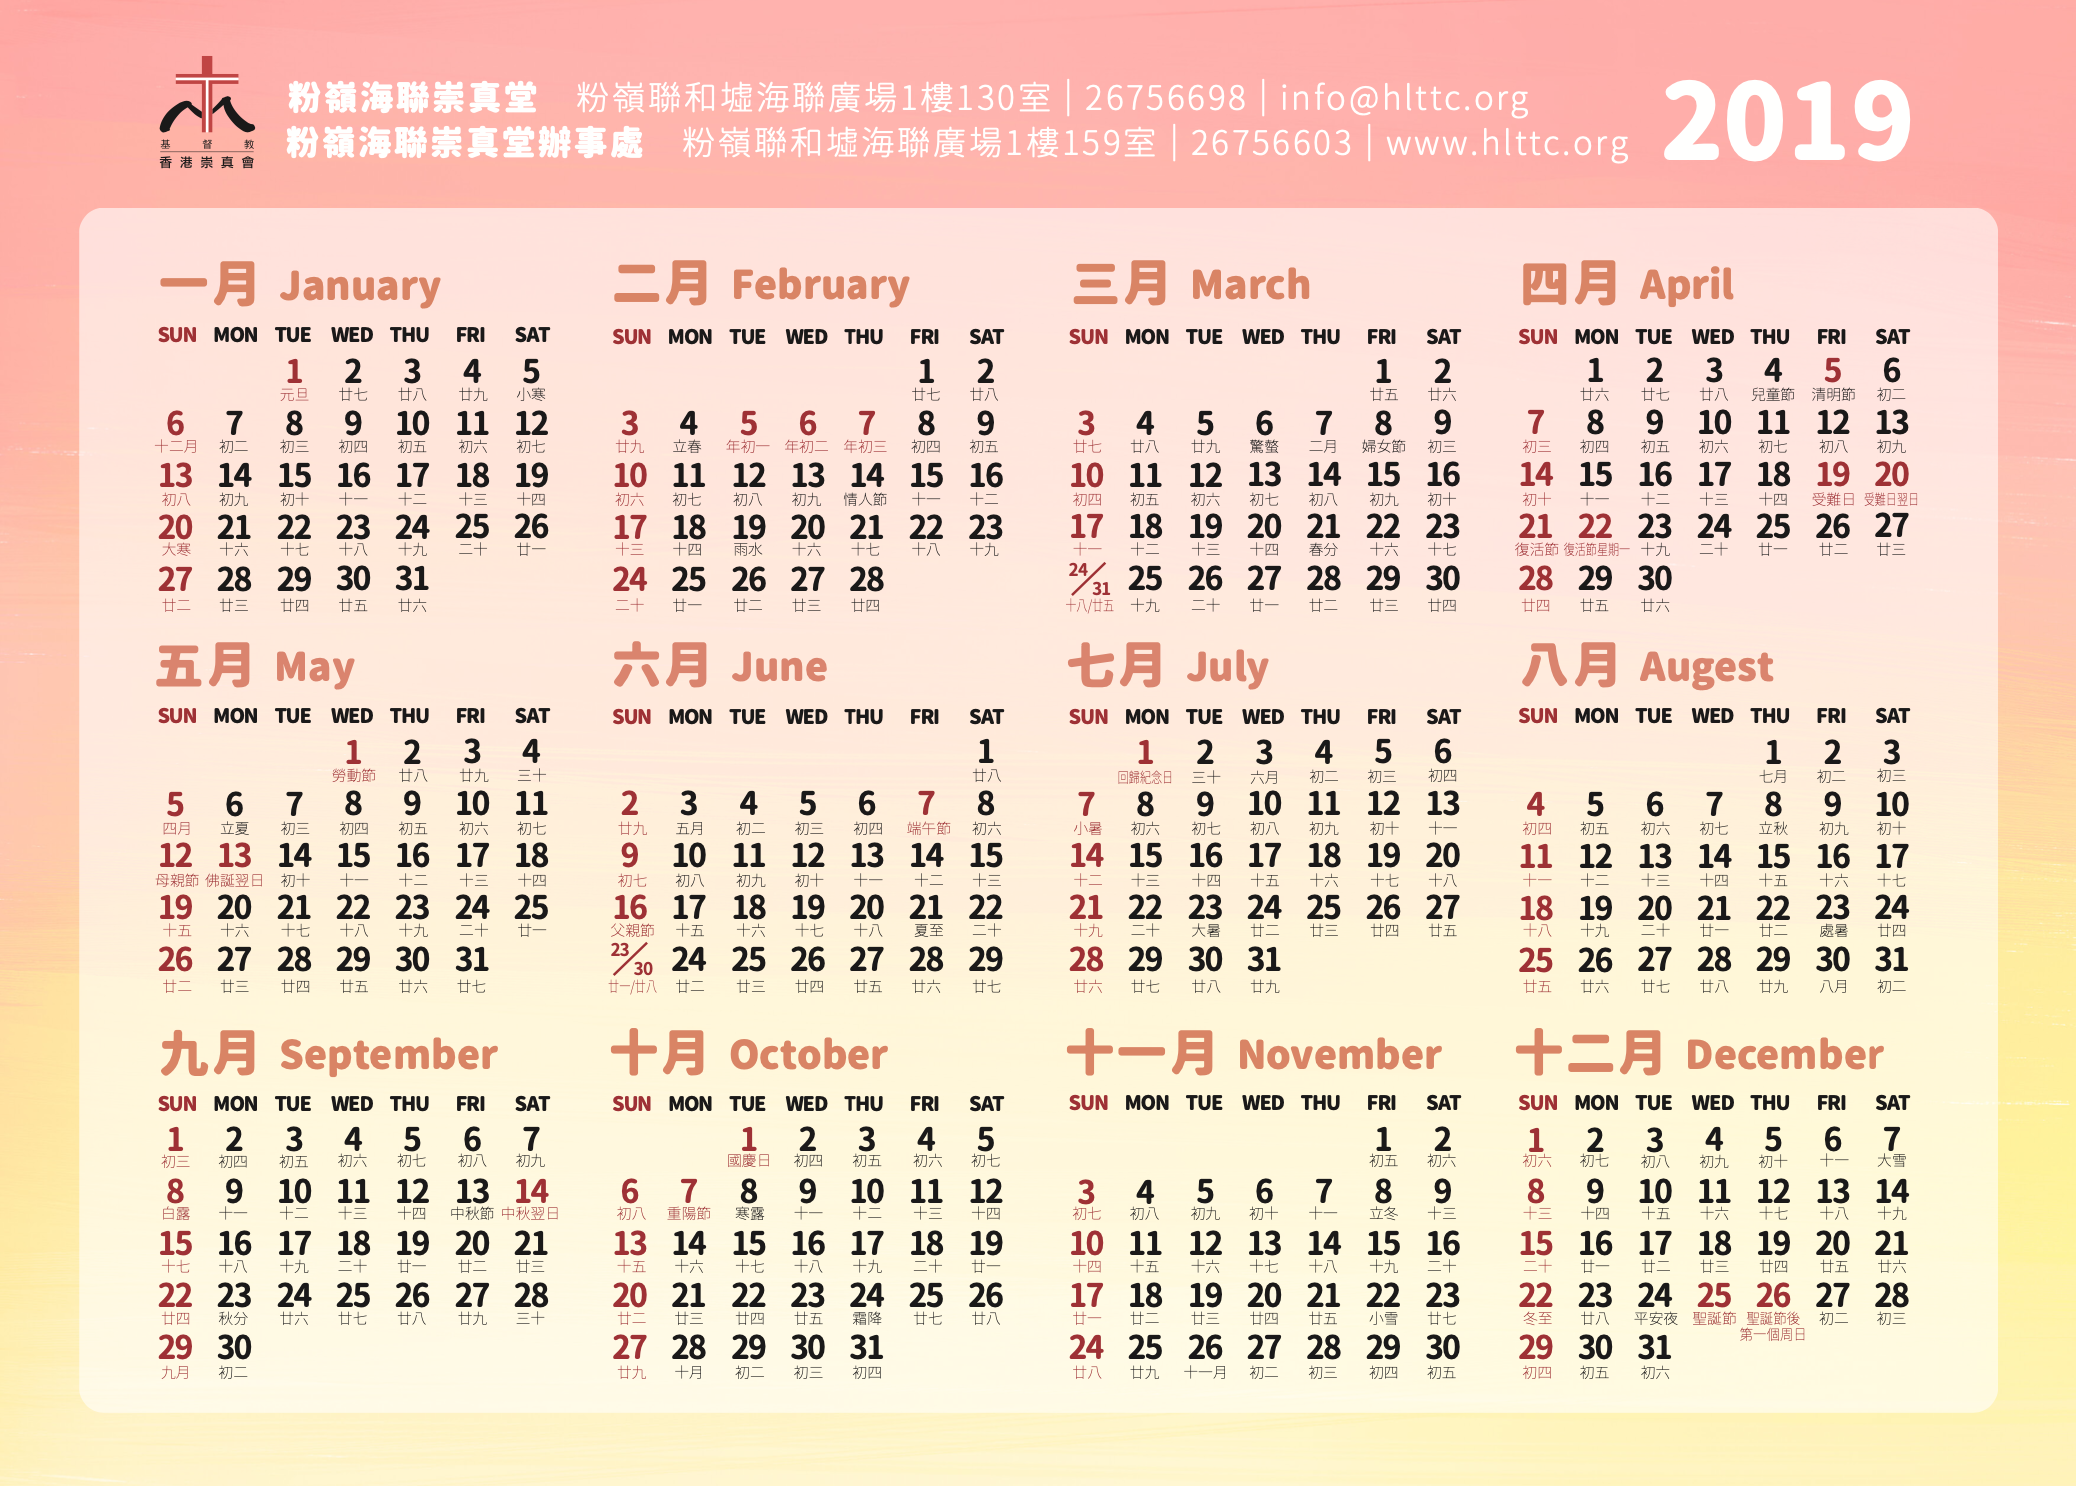 基督教
香港崇真會
粉嶺海聯崇真堂 粉嶺聯和墟海聯廣場1樓130室｜26756698｜info@hlttc.org
粉嶺海聯崇真堂辦事處 粉嶺聯和墟海聯廣場1樓159室｜26756603｜www.hlttc.org
2019
一月 January
SUN MON TUE WED THU FRI SAT
1 2 3 4 5
元旦 廿七 廿八 廿九 小寒
6 7 8 9 10 11 12
十二月 初二 初三 初四 初五 初六 初七
13 14 15 16 17 18 19
初八 初九 初十 十一 十二 十三 十四
20 21 22 23 24 25 26
大寒 十六 十七 十八 十九 二十 廿一
27 28 29 30 31
廿二 廿三 廿四 廿五 廿六
二月 February
SUN MON TUE WED THU FRI SAT
1 2
廿七 廿八
3 4 5 6 7 8 9
廿九 立春 年初一 年初二 年初三 初四 初五
10 11 12 13 14 15 16
初六 初七 初八 初九 情人節 十一 十二
17 18 19 20 21 22 23
十三 十四 雨水 十六 十七 十八 十九
24 25 26 27 28
二十 廿一 廿二 廿三 廿四
三月 March
SUN MON TUE WED THU FRI SAT
1 2
廿五 廿六
3 4 5 6 7 8 9
廿七 廿八 廿九 驚蟄 二月 婦女節 初三
10 11 12 13 14 15 16
初四 初五 初六 初七 初八 初九 初十
17 18 19 20 21 22 23
十一 十二 十三 十四 春分 十六 十七
24/31 25 26 27 28 29 30
十八/廿五 十九 二十 廿一 廿二 廿三 廿四
四月 April
SUN MON TUE WED THU FRI SAT
1 2 3 4 5 6
廿六 廿七 廿八 兒童節 清明節 初二
7 8 9 10 11 12 13
初三 初四 初五 初六 初七 初八 初九
14 15 16 17 18 19 20
初十 十一 十二 十三 十四 受難日 受難日翌日
21 22 23 24 25 26 27
復活節 復活節星期一 十九 二十 廿一 廿二 廿三
28 29 30
廿四 廿五 廿六
五月 May
SUN MON TUE WED THU FRI SAT
1 2 3 4
勞動節 廿八 廿九 三十
5 6 7 8 9 10 11
四月 立夏 初三 初四 初五 初六 初七
12 13 14 15 16 17 18
母親節 佛誕翌日 初十 十一 十二 十三 十四
19 20 21 22 23 24 25
十五 十六 十七 十八 十九 二十 廿一
26 27 28 29 30 31
廿二 廿三 廿四 廿五 廿六 廿七
六月 June
SUN MON TUE WED THU FRI SAT
1
廿八
2 3 4 5 6 7 8
廿九 五月 初二 初三 初四 端午節 初六
9 10 11 12 13 14 15
初七 初八 初九 初十 十一 十二 十三
16 17 18 19 20 21 22
父親節 十五 十六 十七 十八 夏至 二十
23/30 24 25 26 27 28 29
廿一/廿八 廿二 廿三 廿四 廿五 廿六 廿七
七月 July
SUN MON TUE WED THU FRI SAT
1 2 3 4 5 6
回歸紀念日 三十 六月 初二 初三 初四
7 8 9 10 11 12 13
小暑 初六 初七 初八 初九 初十 十一
14 15 16 17 18 19 20
十二 十三 十四 十五 十六 十七 十八
21 22 23 24 25 26 27
十九 二十 大暑 廿二 廿三 廿四 廿五
28 29 30 31
廿六 廿七 廿八 廿九
八月 Augest
SUN MON TUE WED THU FRI SAT
1 2 3
七月 初二 初三
4 5 6 7 8 9 10
初四 初五 初六 初七 立秋 初九 初十
11 12 13 14 15 16 17
十一 十二 十三 十四 十五 十六 十七
18 19 20 21 22 23 24
十八 十九 二十 廿一 廿二 處暑 廿四
25 26 27 28 29 30 31
廿五 廿六 廿七 廿八 廿九 八月 初二
九月 September
SUN MON TUE WED THU FRI SAT
1 2 3 4 5 6 7
初三 初四 初五 初六 初七 初八 初九
8 9 10 11 12 13 14
白露 十一 十二 十三 十四 中秋節 中秋翌日
15 16 17 18 19 20 21
十七 十八 十九 二十 廿一 廿二 廿三
22 23 24 25 26 27 28
廿四 秋分 廿六 廿七 廿八 廿九 三十
29 30
九月 初二
十月 October
SUN MON TUE WED THU FRI SAT
1 2 3 4 5
國慶日 初四 初五 初六 初七
6 7 8 9 10 11 12
初八 重陽節 寒露 十一 十二 十三 十四
13 14 15 16 17 18 19
十五 十六 十七 十八 十九 二十 廿一
20 21 22 23 24 25 26
廿二 廿三 廿四 廿五 霜降 廿七 廿八
27 28 29 30 31
廿九 十月 初二 初三 初四
十一月 November
SUN MON TUE WED THU FRI SAT
1 2
初五 初六
3 4 5 6 7 8 9
初七 初八 初九 初十 十一 立冬 十三
10 11 12 13 14 15 16
十四 十五 十六 十七 十八 十九 二十
17 18 19 20 21 22 23
廿一 廿二 廿三 廿四 廿五 小雪 廿七
24 25 26 27 28 29 30
廿八 廿九 十一月 初二 初三 初四 初五
十二月 December
SUN MON TUE WED THU FRI SAT
1 2 3 4 5 6 7
初六 初七 初八 初九 初十 十一 大雪
8 9 10 11 12 13 14
十三 十四 十五 十六 十七 十八 十九
15 16 17 18 19 20 21
二十 廿一 廿二 廿三 廿四 廿五 廿六
22 23 24 25 26 27 28
冬至 廿八 平安夜 聖誕節 聖誕節後 初二 初三
第一個周日
29 30 31
初四 初五 初六